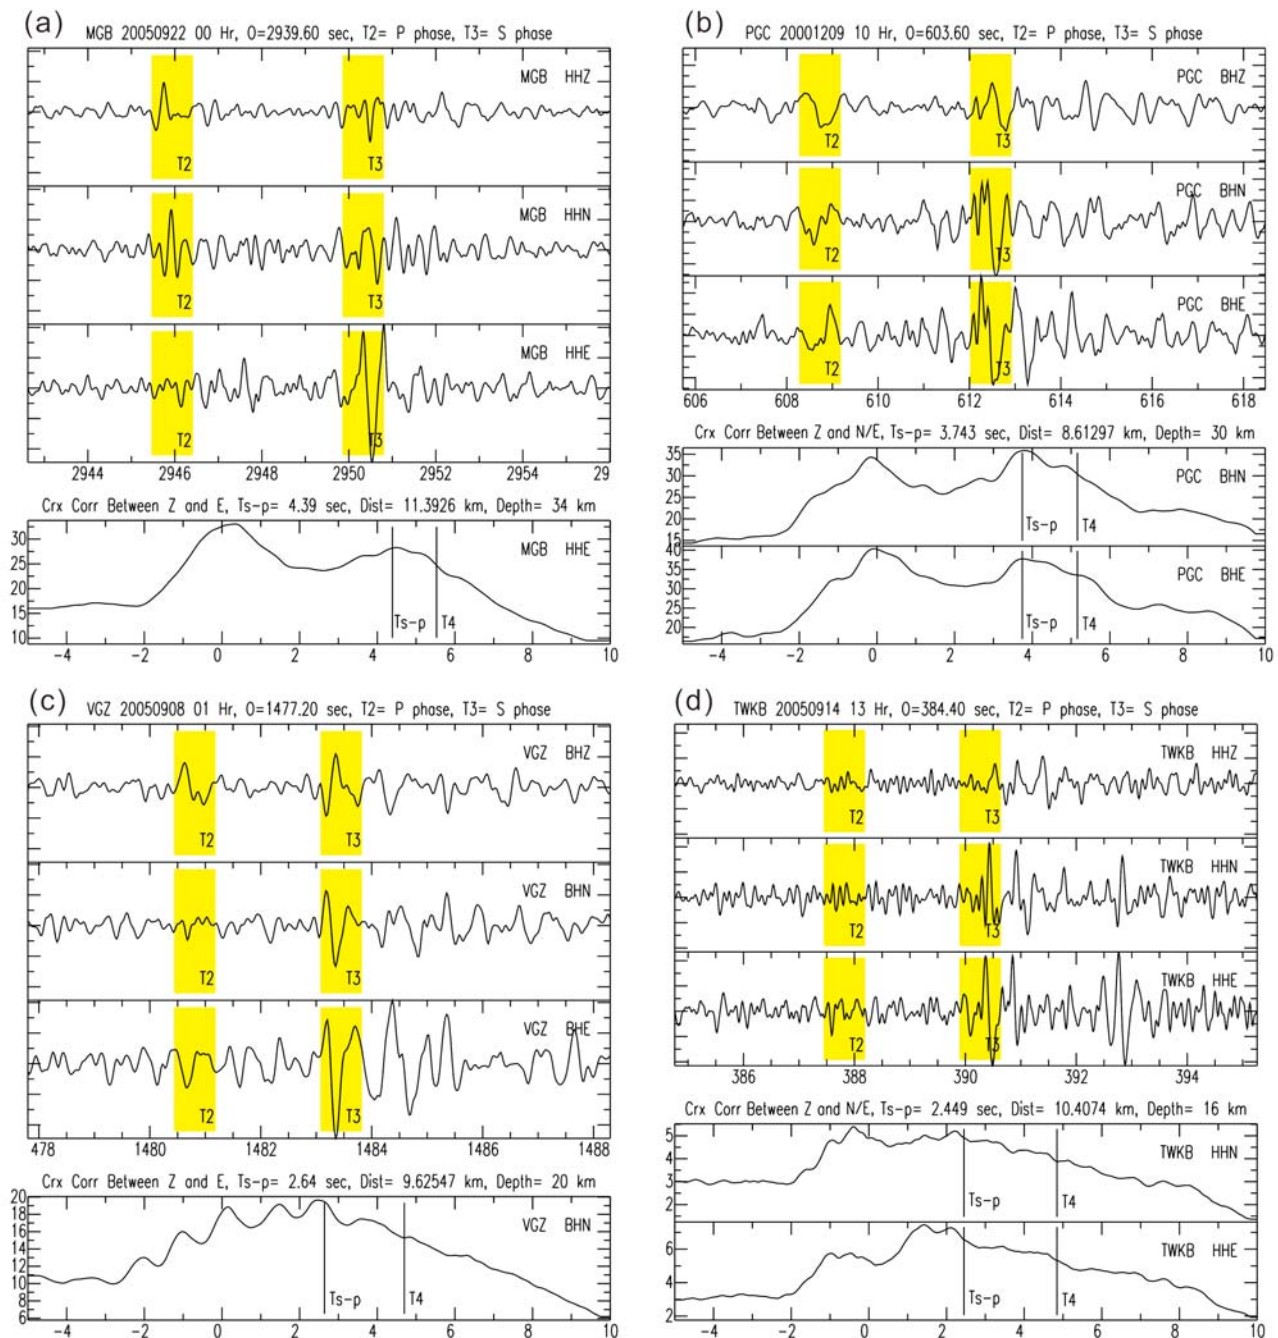 (a)
MGB 20050922 00 Hr, O=2939.60 sec, T2= P phase, T3= S phase
MGB HHZ
T2 T3
MGB HHN
T2 T3
MGB HHE
T2 T3
2944 2946 2948 2950 2952 2954 29
Crx Corr Between Z and E, Ts-p= 4.39 sec, Dist= 11.3926 km, Depth= 34 km
30
25
20
15
10
MGB HHE
Ts-p T4
-4 -2 0 2 4 6 8 10
(b)
PGC 20001209 10 Hr, O=603.60 sec, T2= P phase, T3= S phase
PGC BHZ
T2 T3
PGC BHN
T2 T3
PGC BHE
T2 T3
606 608 610 612 614 616 618
Crx Corr Between Z and N/E, Ts-p= 3.743 sec, Dist= 8.61297 km, Depth= 30 km
35
30
25
20
15
PGC BHN
Ts-p T4
40
35
30
25
20
PGC BHE
Ts-p T4
-4 -2 0 2 4 6 8 10
(c)
VGZ 20050908 01 Hr, O=1477.20 sec, T2= P phase, T3= S phase
VGZ BHZ
T2 T3
VGZ BHN
T2 T3
VGZ BHE
T2 T3
478 1480 1482 1484 1486 1488
Crx Corr Between Z and E, Ts-p= 2.64 sec, Dist= 9.62547 km, Depth= 20 km
20
18
16
14
12
10
8
6
VGZ BHN
Ts-p T4
-4 -2 0 2 4 6 8 10
(d)
TWKB 20050914 13 Hr, O=384.40 sec, T2= P phase, T3= S phase
TWKB HHZ
T2 T3
TWKB HHN
T2 T3
TWKB HHE
T2 T3
386 388 390 392 394
Crx Corr Between Z and N/E, Ts-p= 2.449 sec, Dist= 10.4074 km, Depth= 16 km
5
4
3
2
TWKB HHN
Ts-p T4
6
4
2
TWKB HHE
Ts-p T4
-4 -2 0 2 4 6 8 10